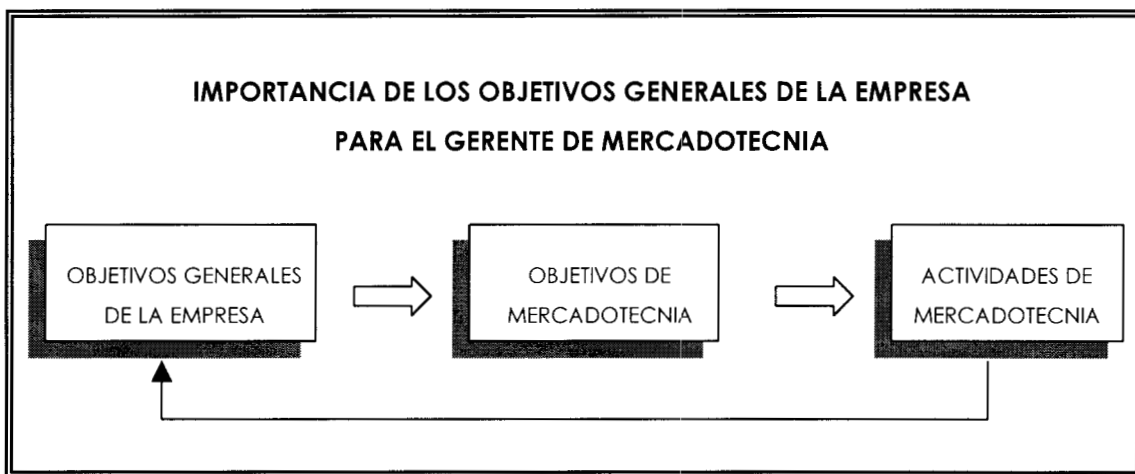 IMPORTANCIA DE LOS OBJETIVOS GENERALES DE LA EMPRESA
PARA EL GERENTE DE MERCADOTECNIA
OBJETIVOS GENERALES
DE LA EMPRESA
OBJETIVOS DE
MERCADOTECNIA
ACTIVIDADES DE
MERCADOTECNIA